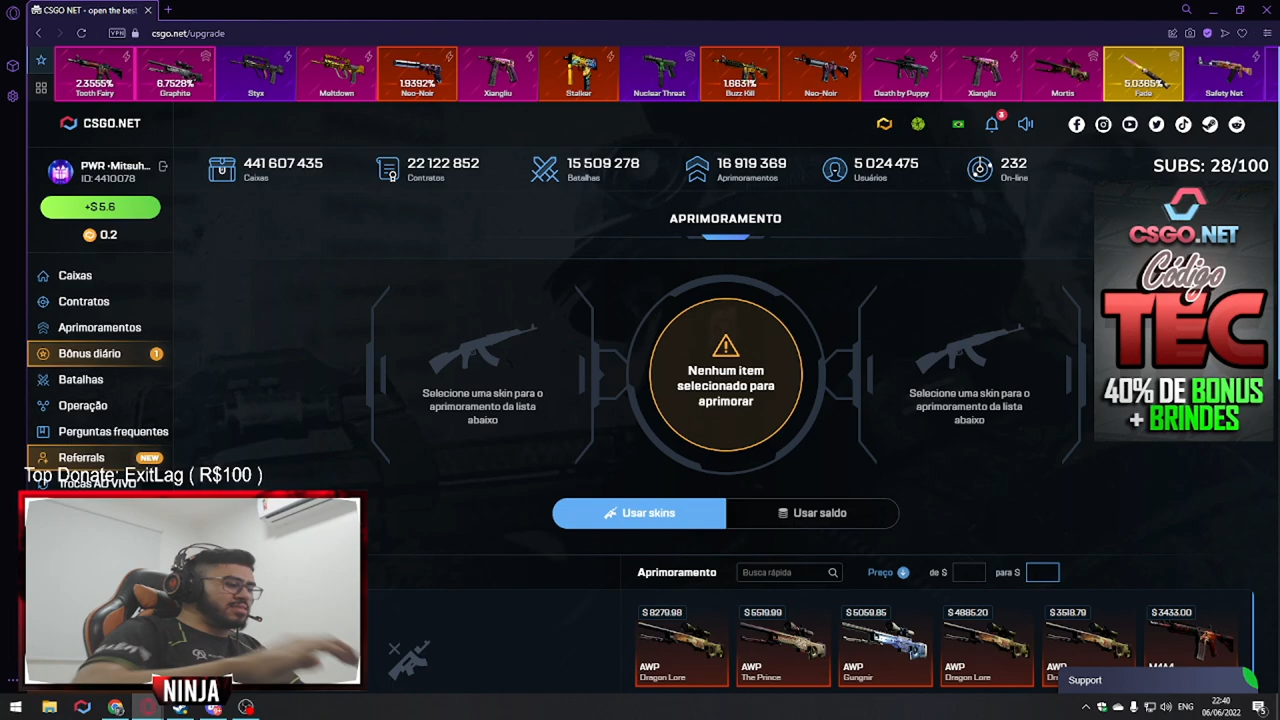 CSGO NET - open the best
VPN
csgo.net/upgrade
2.3555%
Tooth Fairy
6.7528%
Graphite
Styx
Meltdown
1.9392%
Neo-Noir
Xiangliu
Stalker
Nuclear Threat
1.6631%
Buzz Kill
Neo-Noir
Death by Puppy
Xiangliu
Mortis
5.0385%
Fade
Safety Net
CSGO.NET
3
PWR •Mitsuh...
ID: 4410078
+$ 5.6
0.2
441 607 435
Caixas
22 122 852
Contratos
15 509 278
Batalhas
16 919 369
Aprimoramentos
5 024 475
Usuários
232
On-line
SUBS: 28/100
CSGO.NET
Código
TEC
40% DE BONUS
+ BRINDES
APRIMORAMENTO
Caixas
Contratos
Aprimoramentos
Bônus diário 1
Batalhas
Operação
Perguntas frequentes
Referrals NEW
Trocas AO VIVO
Top Donate: ExitLag ( R$100 )
Selecione uma skin para o
aprimoramento da lista
abaixo
Nenhum item
selecionado para
aprimorar
Selecione uma skin para o
aprimoramento da lista
abaixo
Usar skins
Usar saldo
Aprimoramento
Busca rápida
Preço
de $
para $
$ 8279.98
AWP
Dragon Lore
$ 5519.99
AWP
The Prince
$ 5059.85
AWP
Gungnir
$ 4885.20
AWP
Dragon Lore
$ 3518.79
AWP
$ 3433.00
M4A4
Support
NINJA
ENG
22:40
06/06/2022